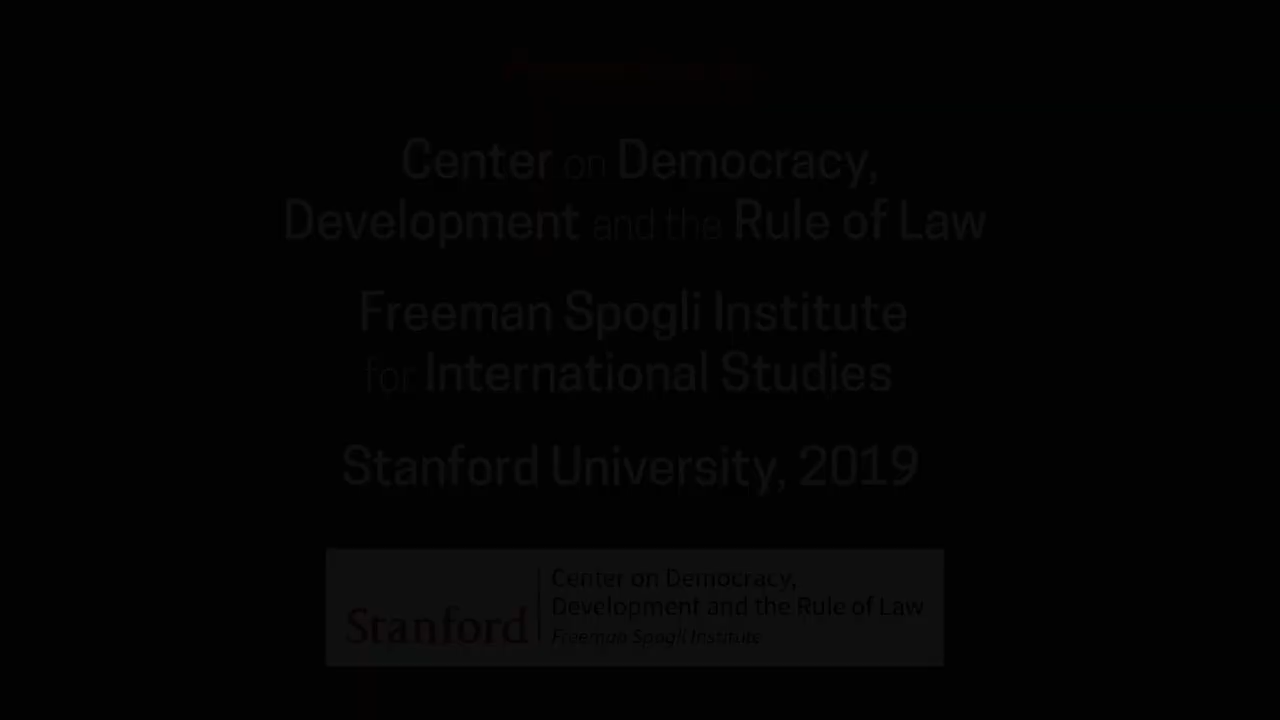 Center on Democracy,
Development and the Rule of Law
Freeman Spogli Institute
for International Studies
Stanford University, 2019
Stanford
Center on Democracy,
Development and the Rule of Law
Freeman Spogli Institute